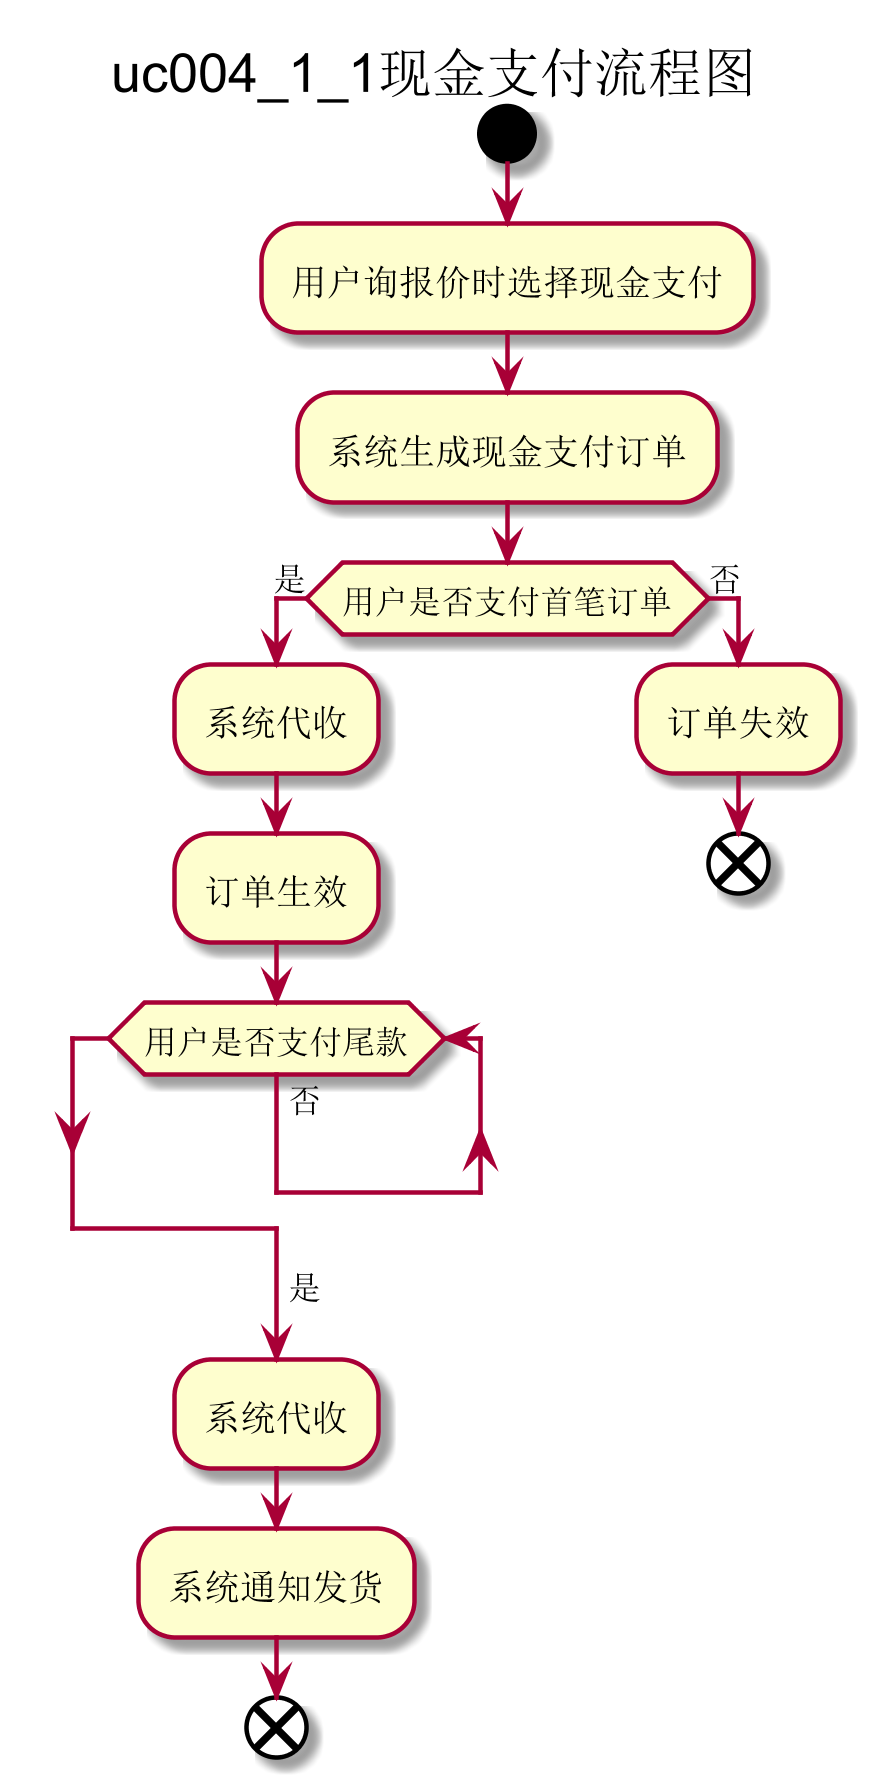 uc004_1_1现金支付流程图
用户询报价时选择现金支付
系统生成现金支付订单
是
用户是否支付首笔订单
否
系统代收
订单失效
订单生效
用户是否支付尾款
否
是
系统代收
系统通知发货